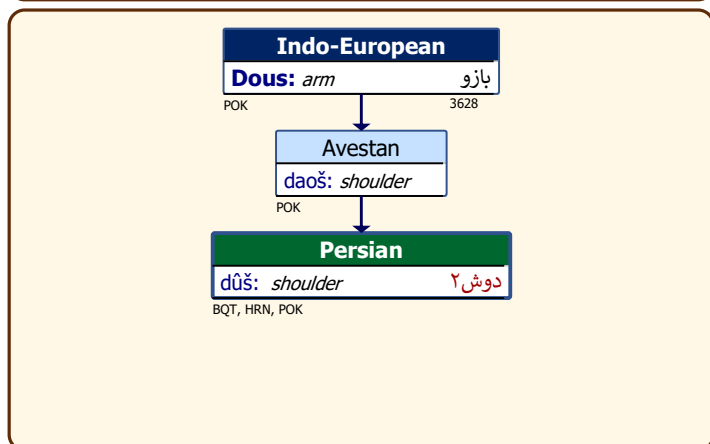 Indo-European
Dous: arm بازو
POK 3628
Avestan
daoš: shoulder
POK
Persian
dûš: shoulder دوش۲
BQT, HRN, POK